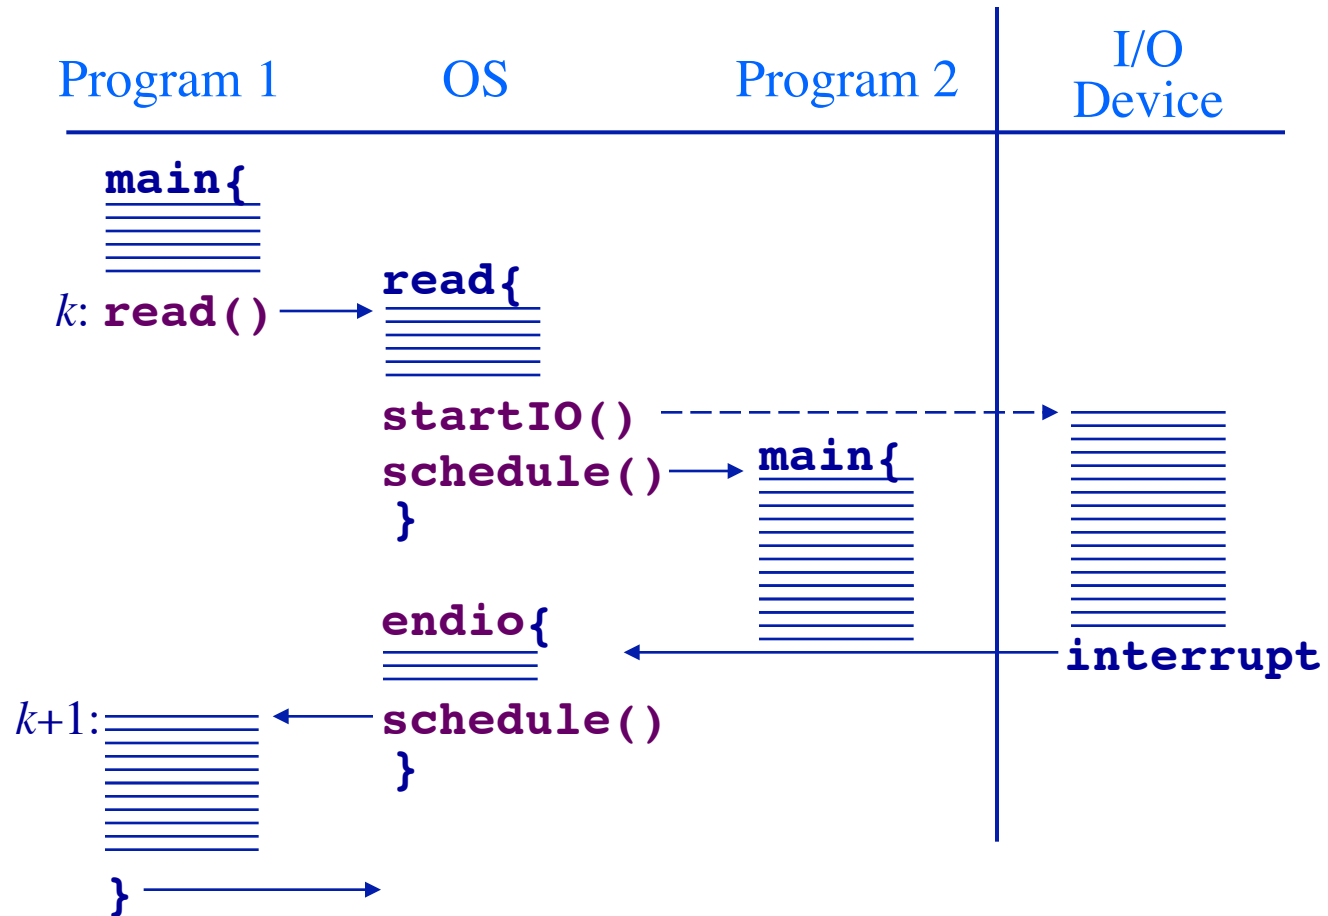 Program 1
OS
Program 2
I/O
Device
main{
k: read()
read{
startIO()
schedule()
}
main{
endio{
interrupt
k+1:
schedule()
}
}